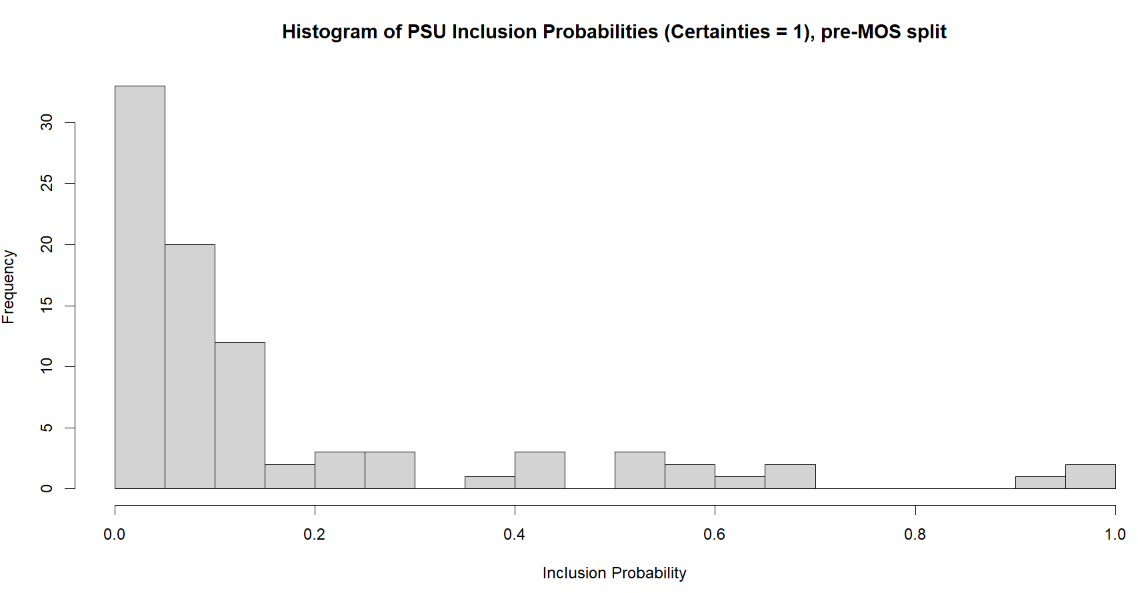 Histogram of PSU Inclusion Probabilities (Certainties = 1), pre-MOS split
Frequency
30
25
20
15
10
5
0
0.0 0.2 0.4 0.6 0.8 1.0
Inclusion Probability